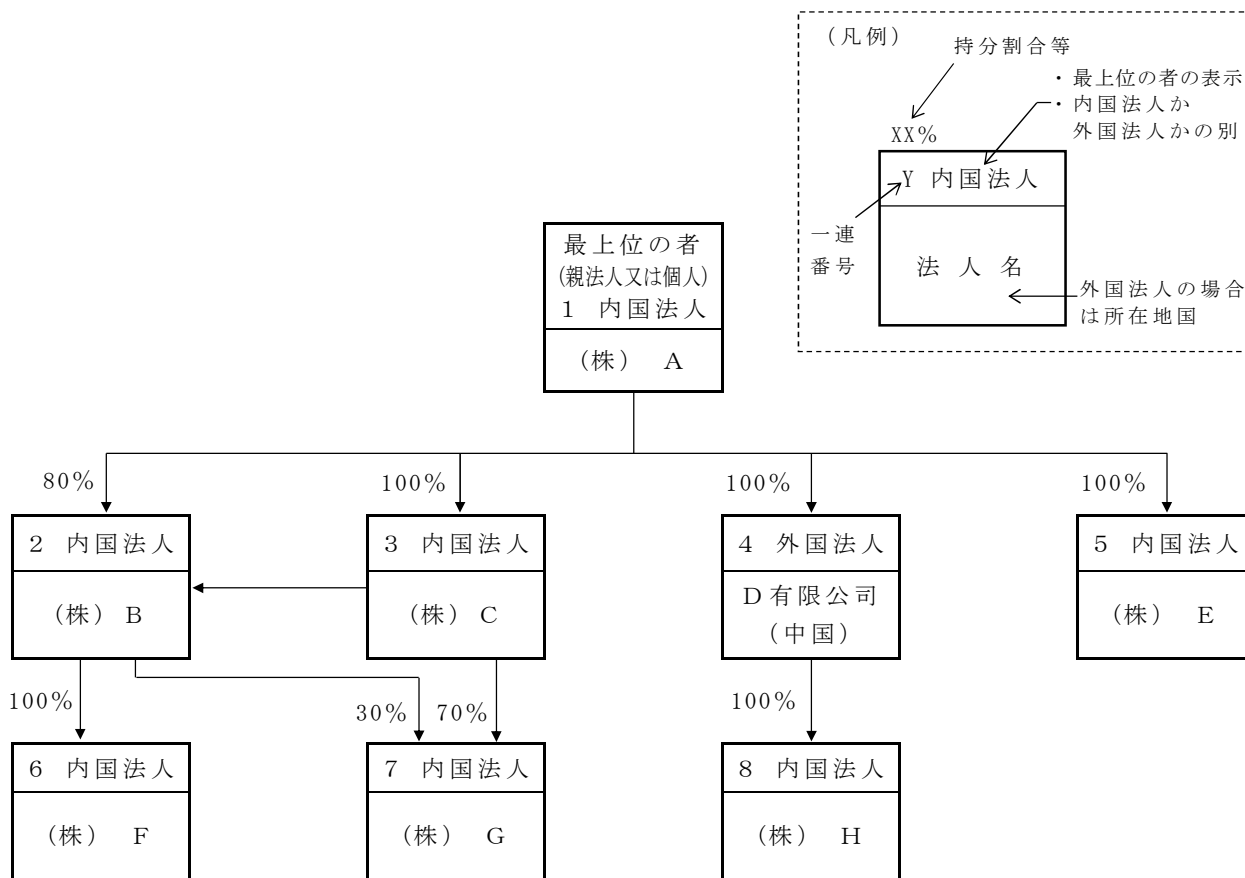 (凡例)
持分割合等
・最上位の者の表示
・内国法人か
外国法人かの別
XX%
Y 内国法人
一連
番号
法人名
外国法人の場合
は所在地国
最上位の者
(親法人又は個人)
1 内国法人
(株) A
80%
100%
100%
100%
2 内国法人
3 内国法人
4 外国法人
5 内国法人
(株) B
(株) C
D有限公司
(中国)
(株) E
100%
30%
70%
100%
6 内国法人
7 内国法人
8 内国法人
(株) F
(株) G
(株) H